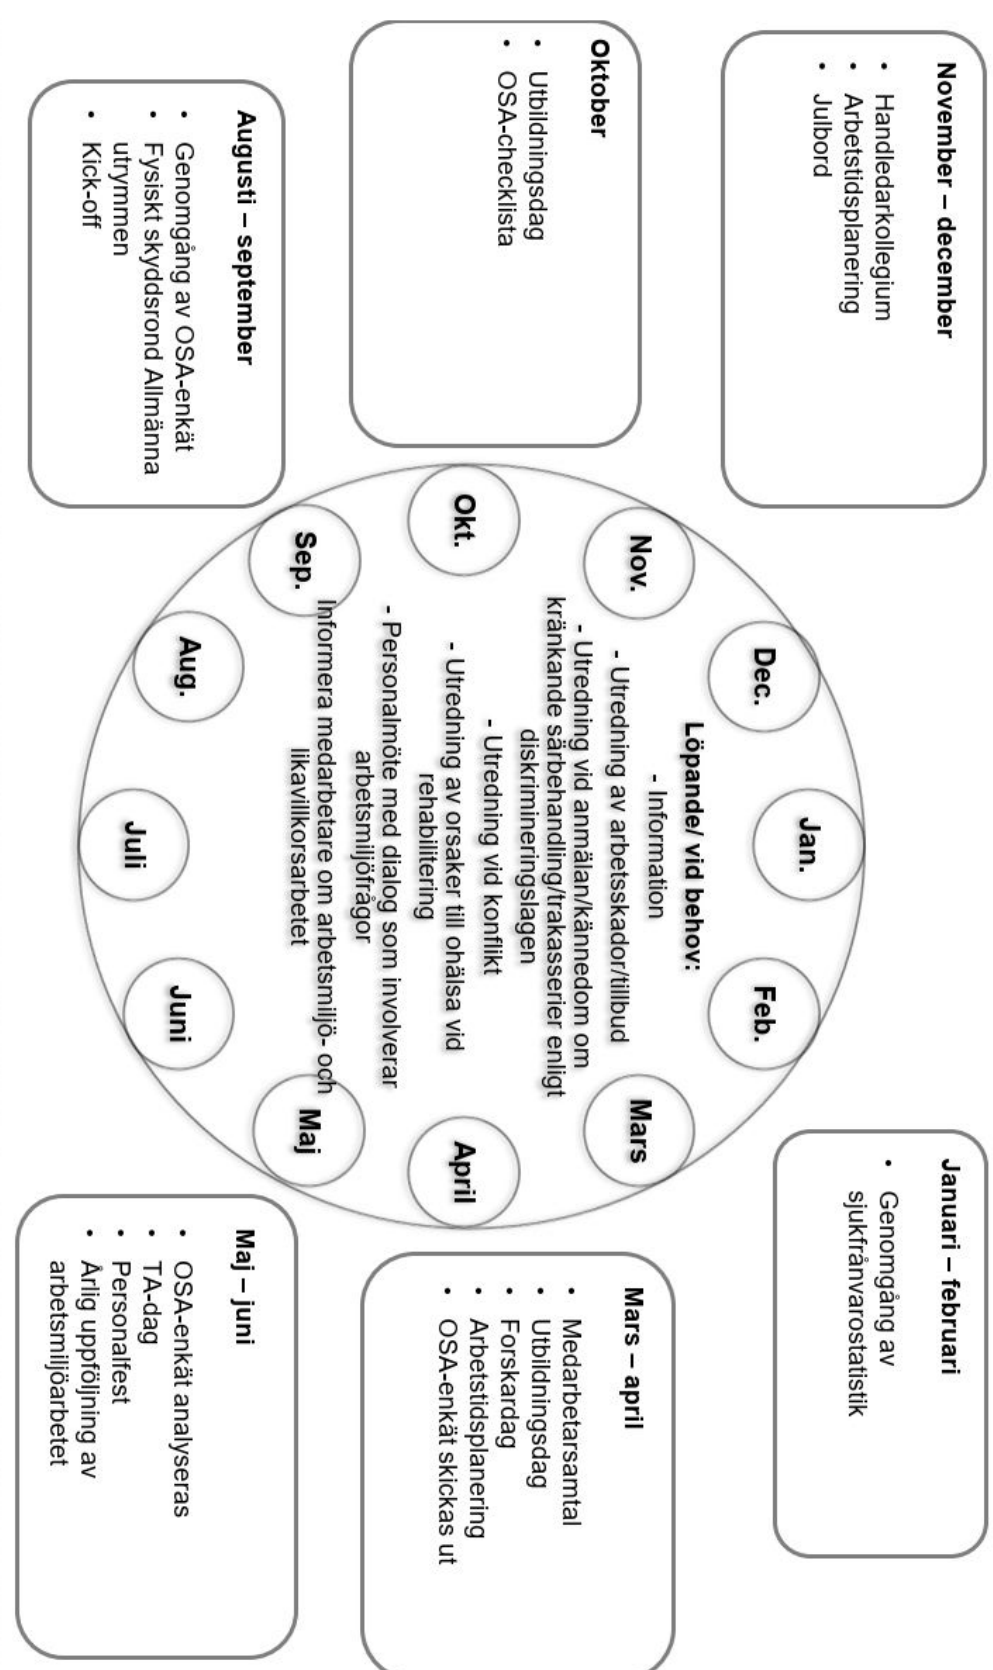 November – december
• Handledarkollegium
• Arbetstidsplanering
• Julbord
Januari – februari
• Genomgång av
sjukfrånvarostatistik
Oktober
• Utbildningsdag
• OSA-checklista
Mars – april
• Medarbetarsamtal
• Utbildningsdag
• Forskardag
• Arbetstidsplanering
• OSA-enkät skickas ut
Augusti – september
• Genomgång av OSA-enkät
• Fysiskt skyddsrond Allmänna
utrymmen
• Kick-off
Maj – juni
• OSA-enkät analyseras
• TA-dag
• Personalfest
• Årlig uppföljning av
arbetsmiljöarbetet
Jan.
Feb.
Mars
April
Maj
Juni
Juli
Aug.
Sep.
Okt.
Nov.
Dec.
Löpande/ vid behov:
- Information
- Utredning av arbetsskador/tillbud
- Utredning vid anmälan/kännedom om
kränkande särbehandling/trakasserier enligt
diskrimineringslagen
- Utredning vid konflikt
- Utredning av orsaker till ohälsa vid
rehabilitering
- Personalmöte med dialog som involverar
arbetsmiljöfrågor
Informera medarbetare om arbetsmiljö- och
likavillkorsarbetet